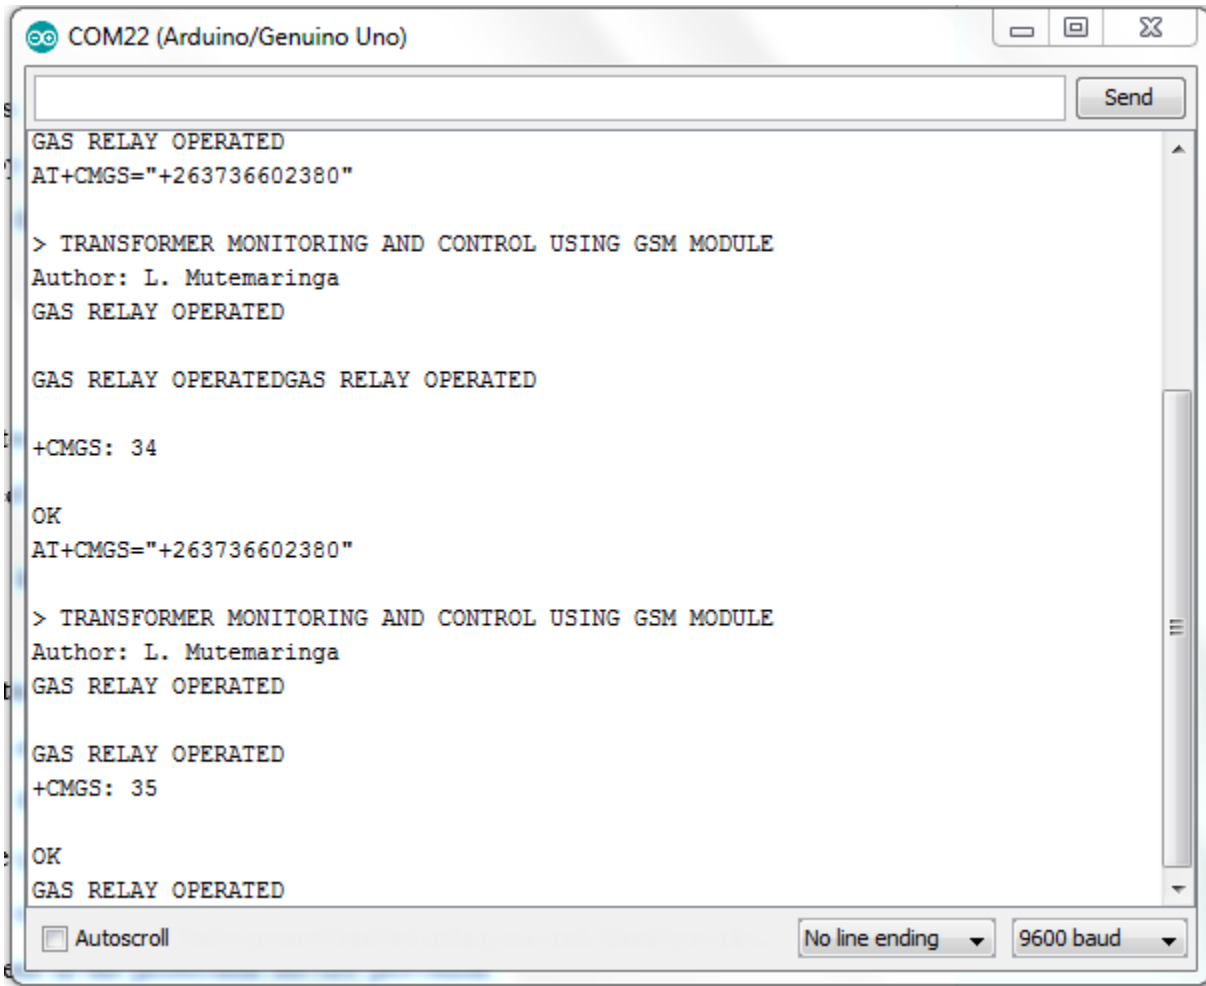 COM22 (Arduino/Genuino Uno)
Send
GAS RELAY OPERATED
AT+CMGS="+263736602380"
> TRANSFORMER MONITORING AND CONTROL USING GSM MODULE
Author: L. Mutemaringa
GAS RELAY OPERATED
GAS RELAY OPERATEDGAS RELAY OPERATED
+CMGS: 34
OK
AT+CMGS="+263736602380"
> TRANSFORMER MONITORING AND CONTROL USING GSM MODULE
Author: L. Mutemaringa
GAS RELAY OPERATED
GAS RELAY OPERATED
+CMGS: 35
OK
GAS RELAY OPERATED
Autoscroll
No line ending
9600 baud